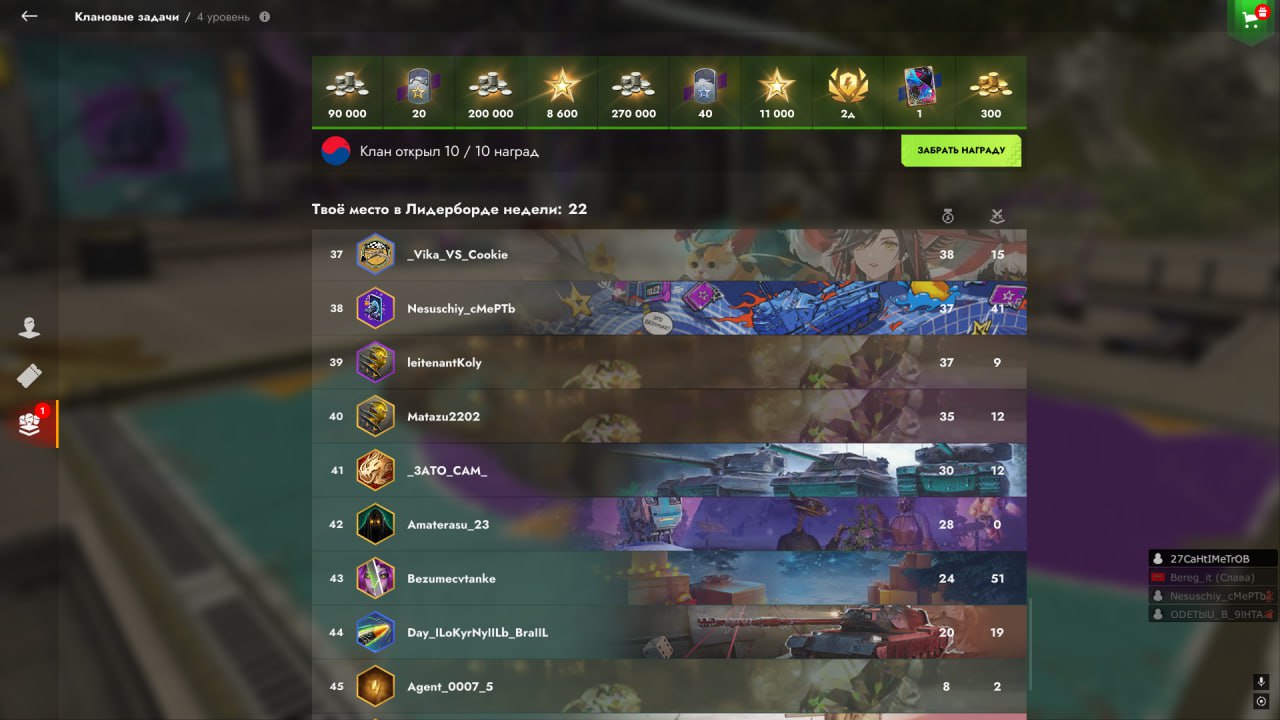 Клановые задачи / 4 уровень
90 000 20 200 000 8 600 270 000 40 11 000 2д 1 300
Клан открыл 10 / 10 наград
ЗАБРАТЬ НАГРАДУ
Твоё место в Лидерборде недели: 22
37 _Vika_VS_Cookie 38 15
38 Nesuschiy_cMePTb 37 41
39 leitenantKoly 37 9
40 Matazu2202 35 12
41 _3ATO_CAM_ 30 12
42 Amaterasu_23 28 0
43 Bezumecvtanke 24 51
44 Day_ILoKyrNyIILb_BraIIL 20 19
45 Agent_0007_5 8 2
1
27CaHtIMeTrOB
Bereg_it (Слава)
Nesuschiy_cMePTb